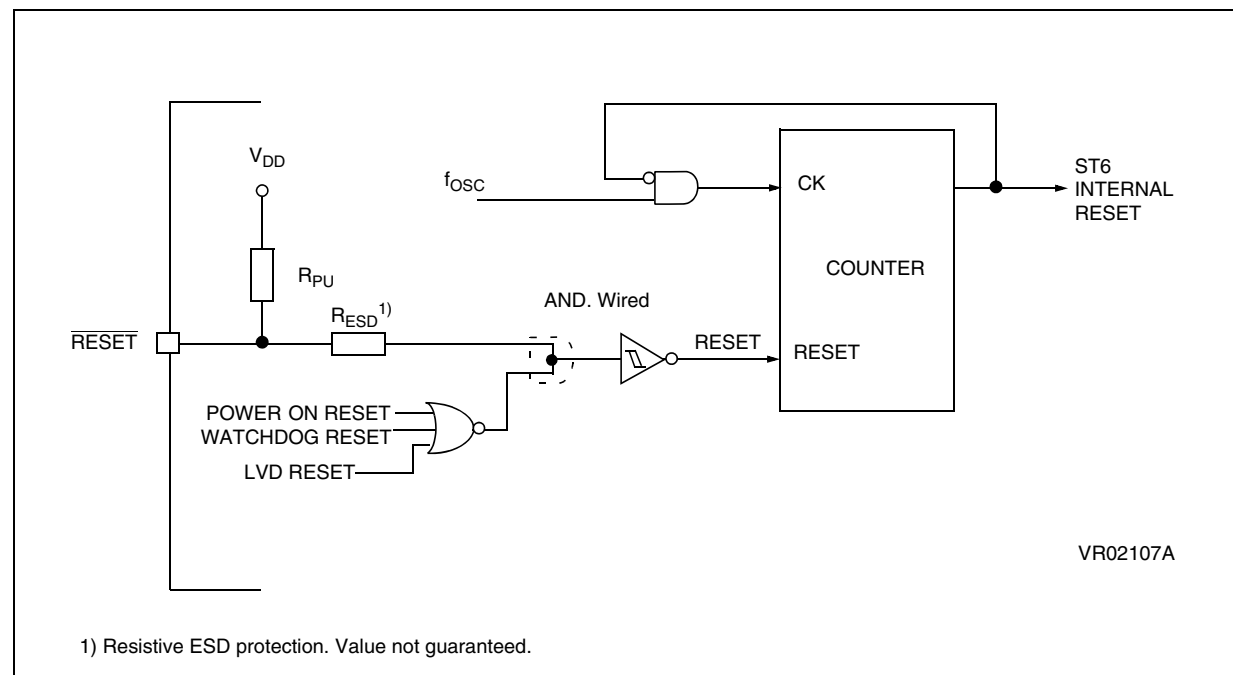 V_DD
f_OSC
CK
ST6
INTERNAL
RESET
COUNTER
R_PU
AND. Wired
R_ESD 1)
R̅E̅S̅E̅T̅
RESET
RESET
POWER ON RESET
WATCHDOG RESET
LVD RESET
VR02107A
1) Resistive ESD protection. Value not guaranteed.